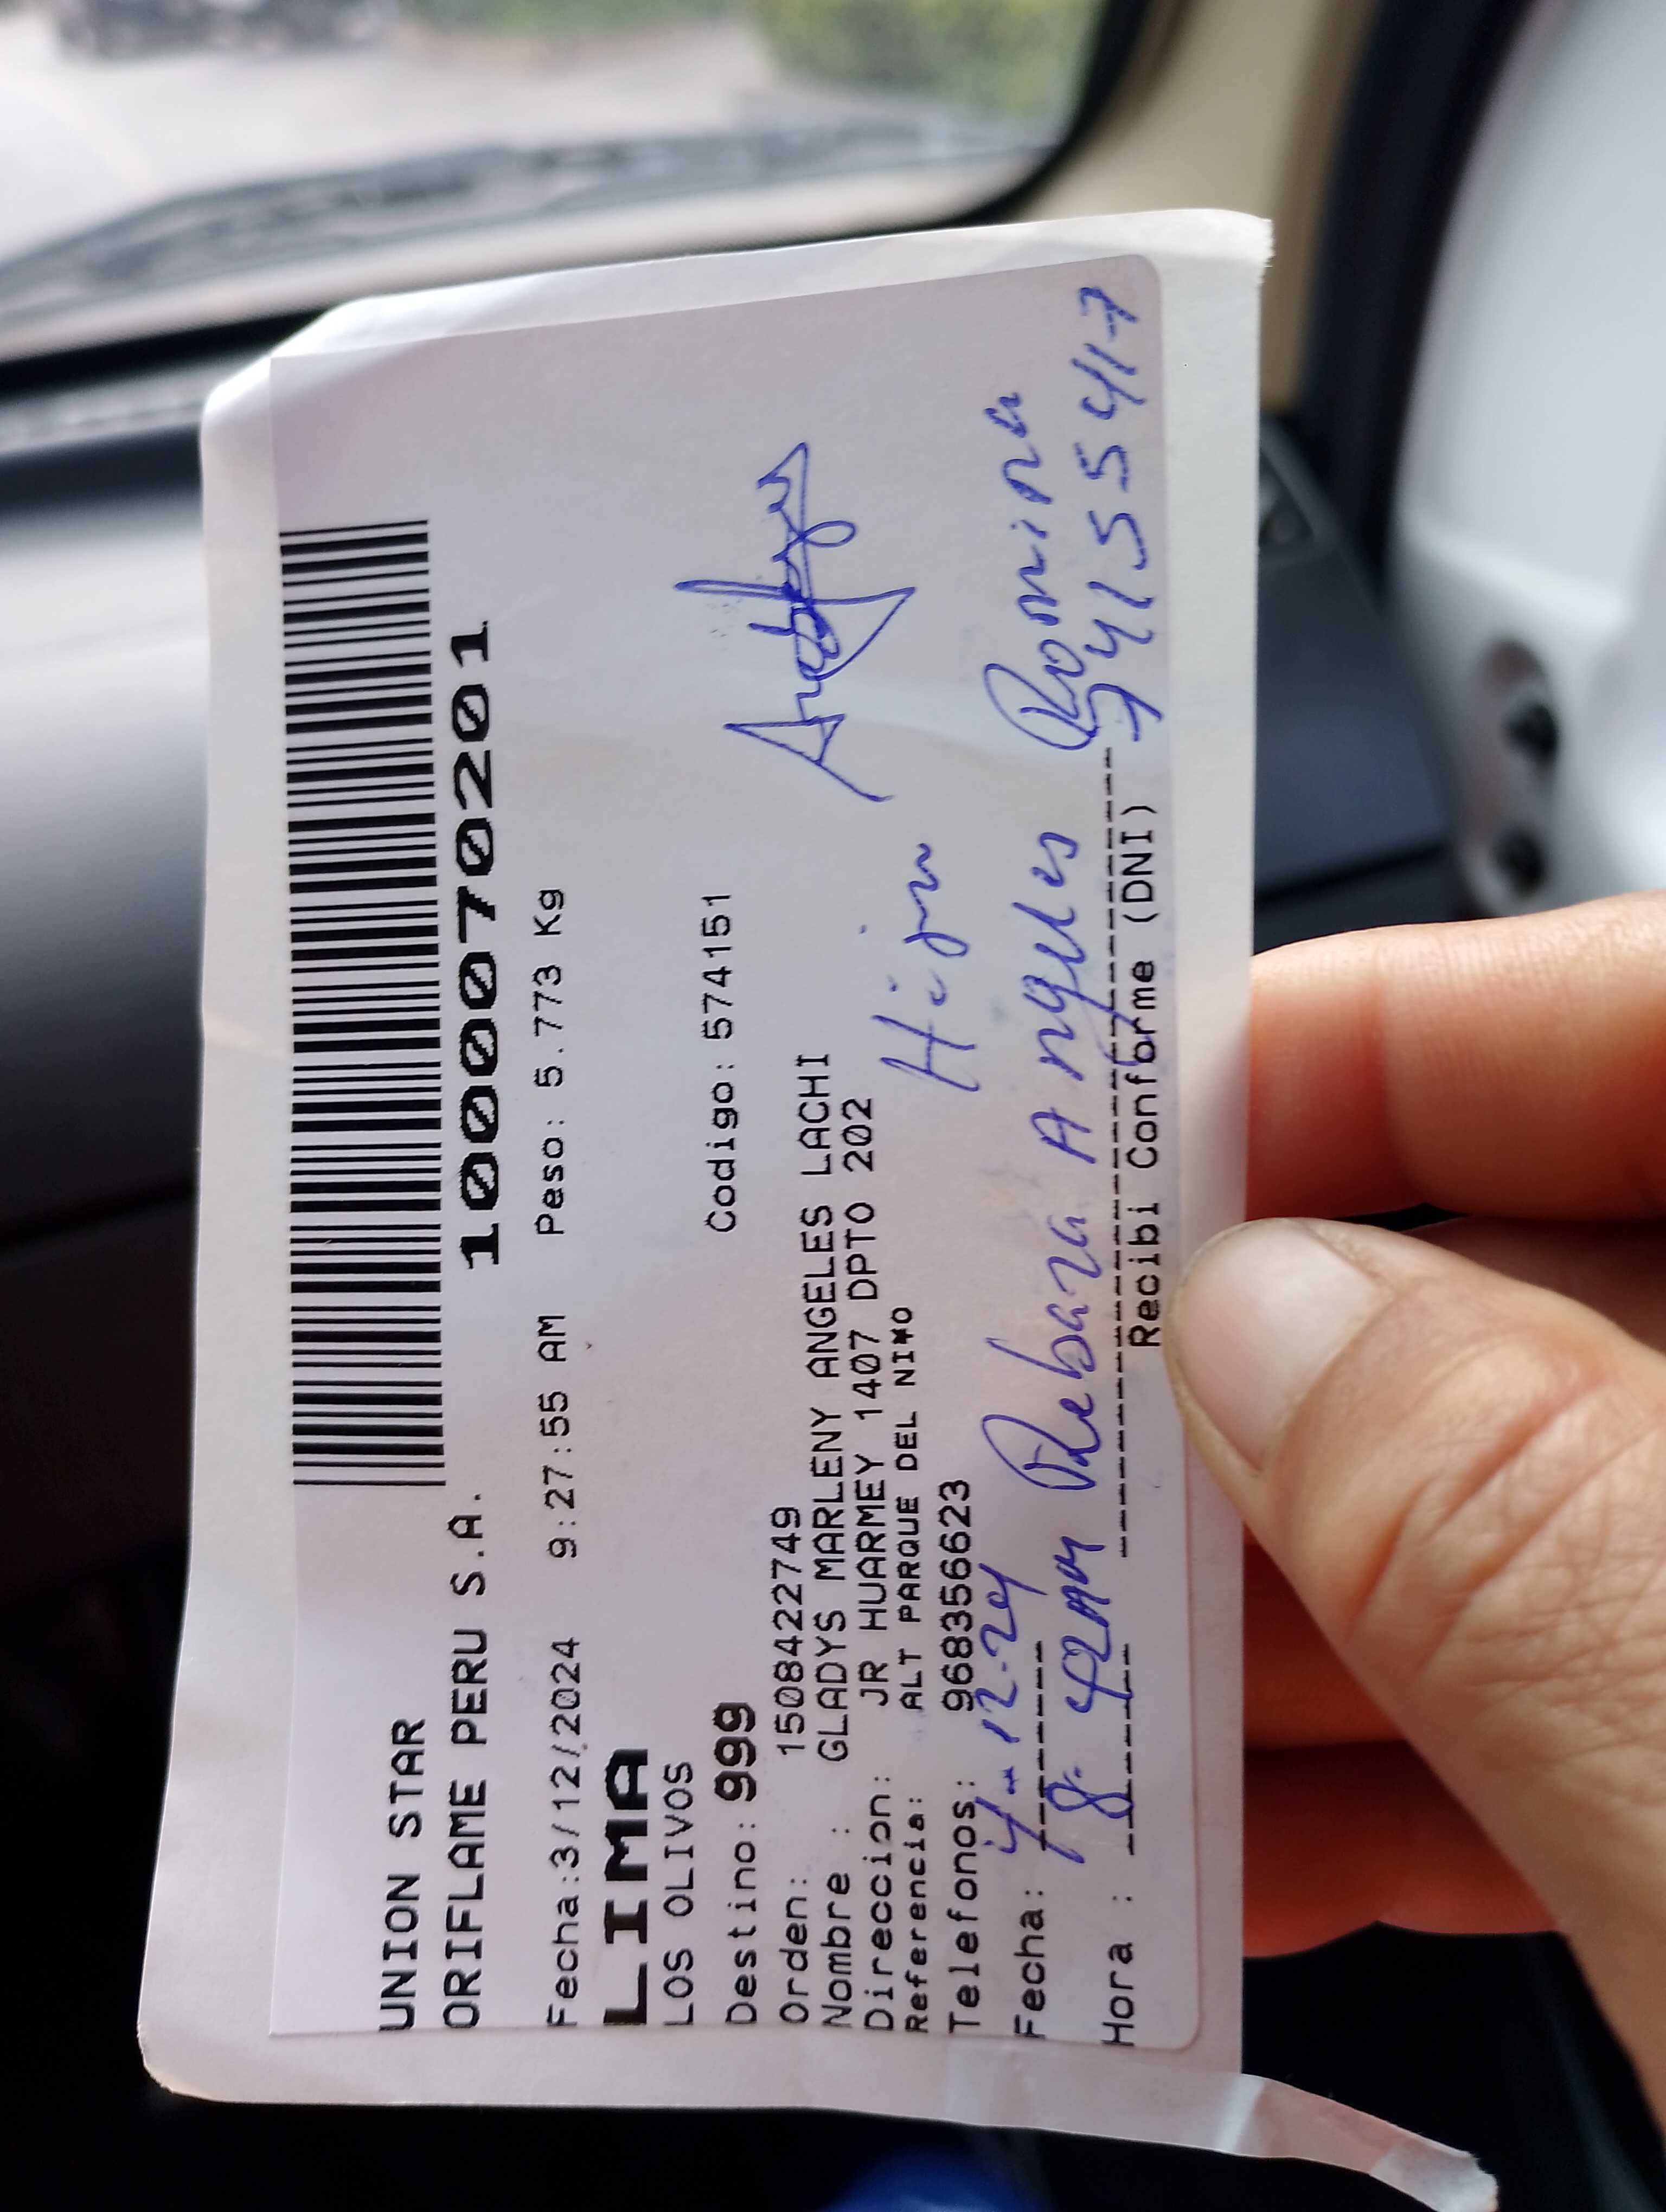 UNION STAR
ORIFLAME PERU S.A.
10007070201
Fecha:3/12/2024 9:27:55 AM Peso: 5.773 Kg
LIMA
LOS OLIVOS
Destino: 999 Codigo: 574151
Orden: 1508422749
Nombre : GLADYS MARLENY ANGELES LACHI
Direccion: JR HUARMEY 1407 DPTO 202
Referencia: ALT PARQUE DEL NI¥O
Telefonos: 968356623
Hija
Fecha: 4-12-24
Hora : 8:42AM Rebaza Angeles Romina
Recibi Conforme (DNI) 74155417